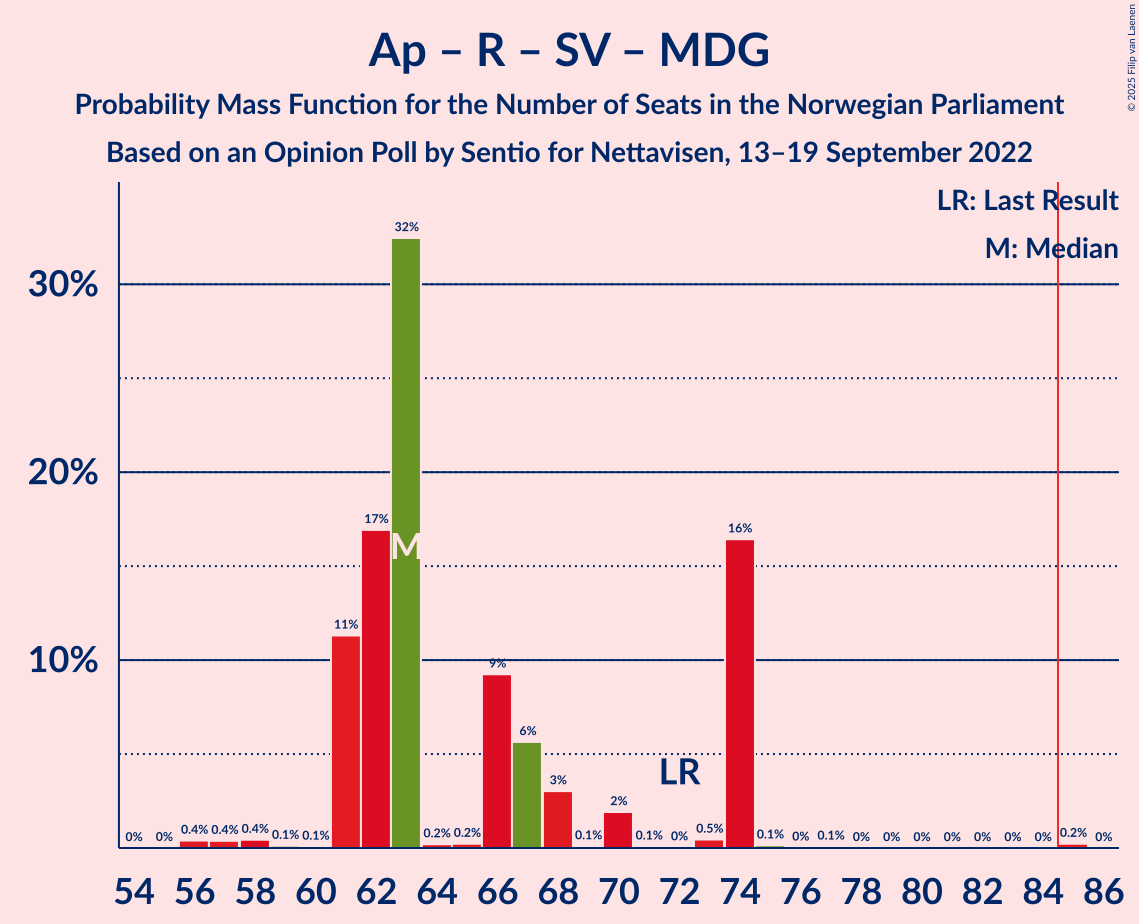 Ap – R – SV – MDG
Probability Mass Function for the Number of Seats in the Norwegian Parliament
Based on an Opinion Poll by Sentio for Nettavisen, 13–19 September 2022
© 2025 Filip van Laenen
LR: Last Result
M: Median
30%
20%
10%
0% 0% 0.4% 0.4% 0.4% 0.1% 0.1% 11% 17% 32% 0.2% 0.2% 9% 6% 3% 0.1% 2% 0.1% 0% 0.5% 16% 0.1% 0% 0.1% 0% 0% 0% 0% 0% 0% 0% 0.2% 0%
M
LR
54 56 58 60 62 64 66 68 70 72 74 76 78 80 82 84 86